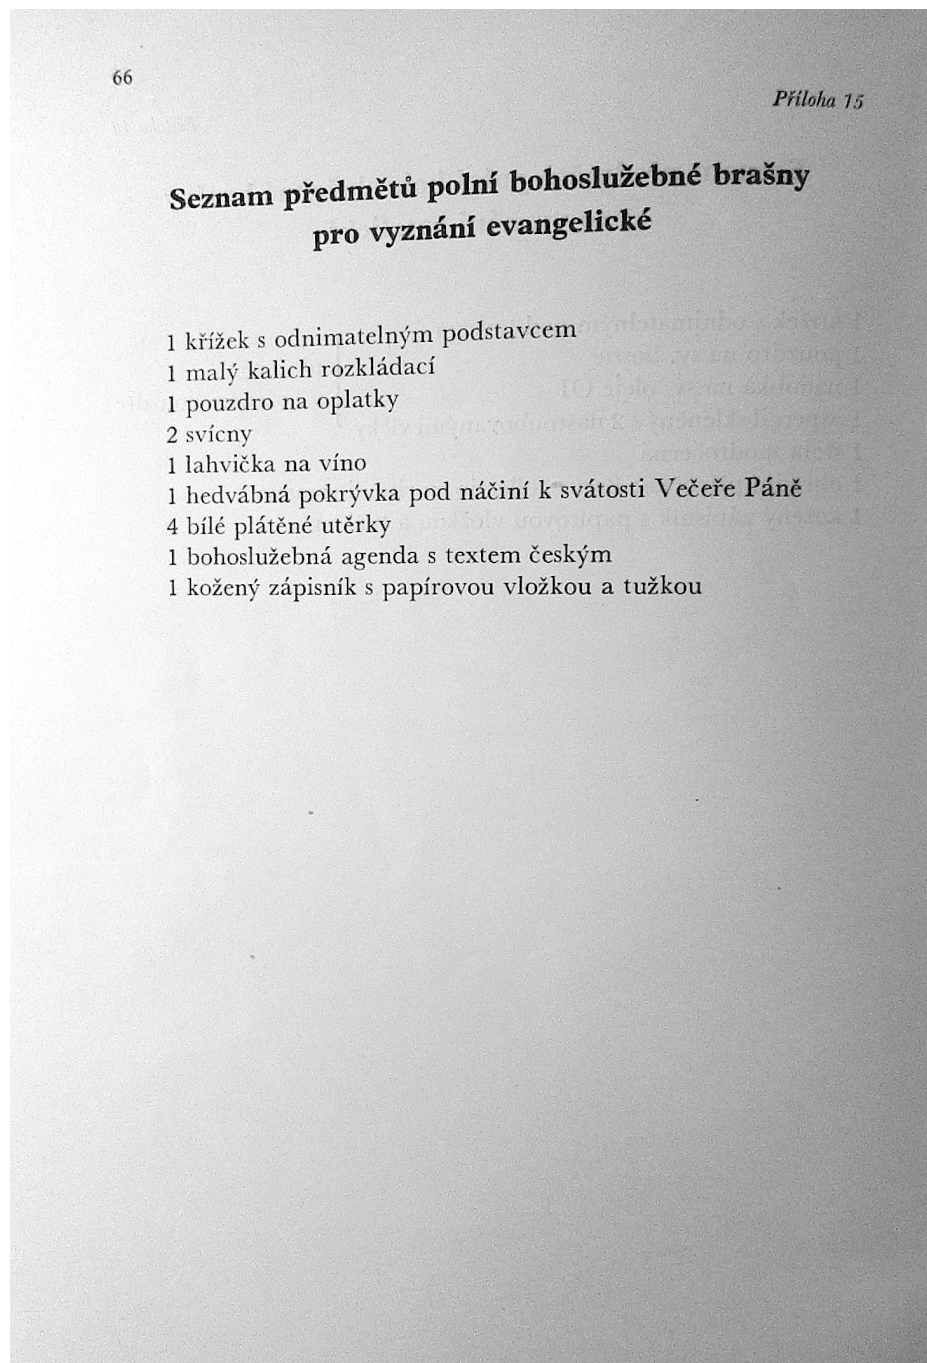 66
Příloha 15
Seznam předmětů polní bohoslužebné brašny
pro vyznání evangelické
1 křížek s odnimatelným podstavcem
1 malý kalich rozkládací
1 pouzdro na oplatky
2 svícny
1 lahvička na víno
1 hedvábná pokrývka pod náčiní k svátosti Večeře Páně
4 bílé plátěné utěrky
1 bohoslužebná agenda s textem českým
1 kožený zápisník s papírovou vložkou a tužkou